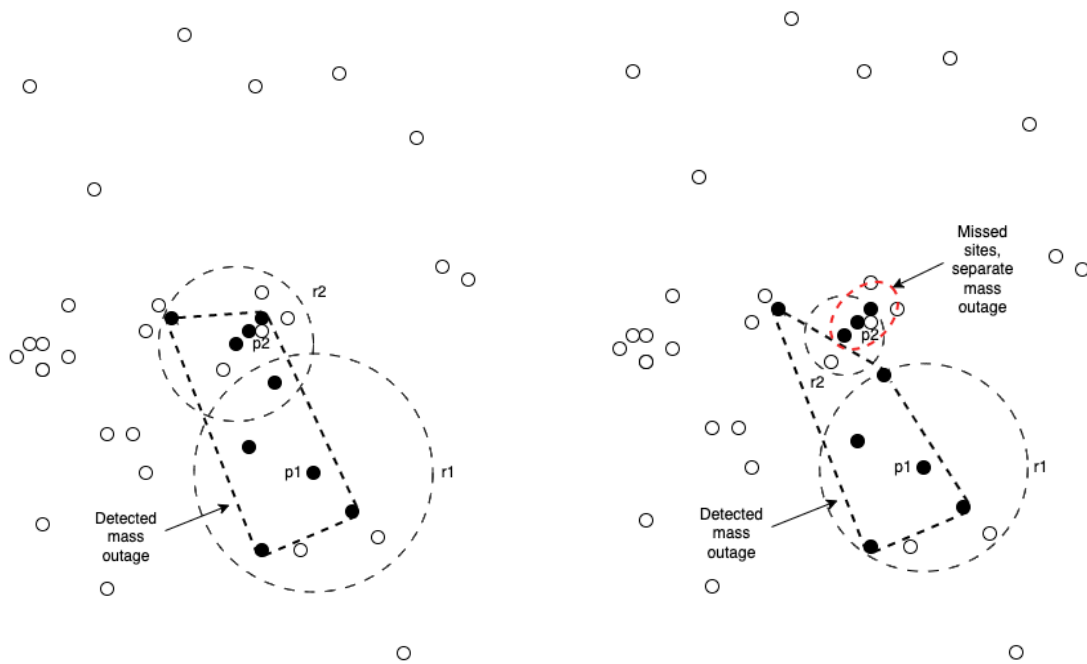 r2
p2
p1
r1
Detected
mass
outage
Missed
sites,
separate
mass
outage
p2
r2
p1
r1
Detected
mass
outage